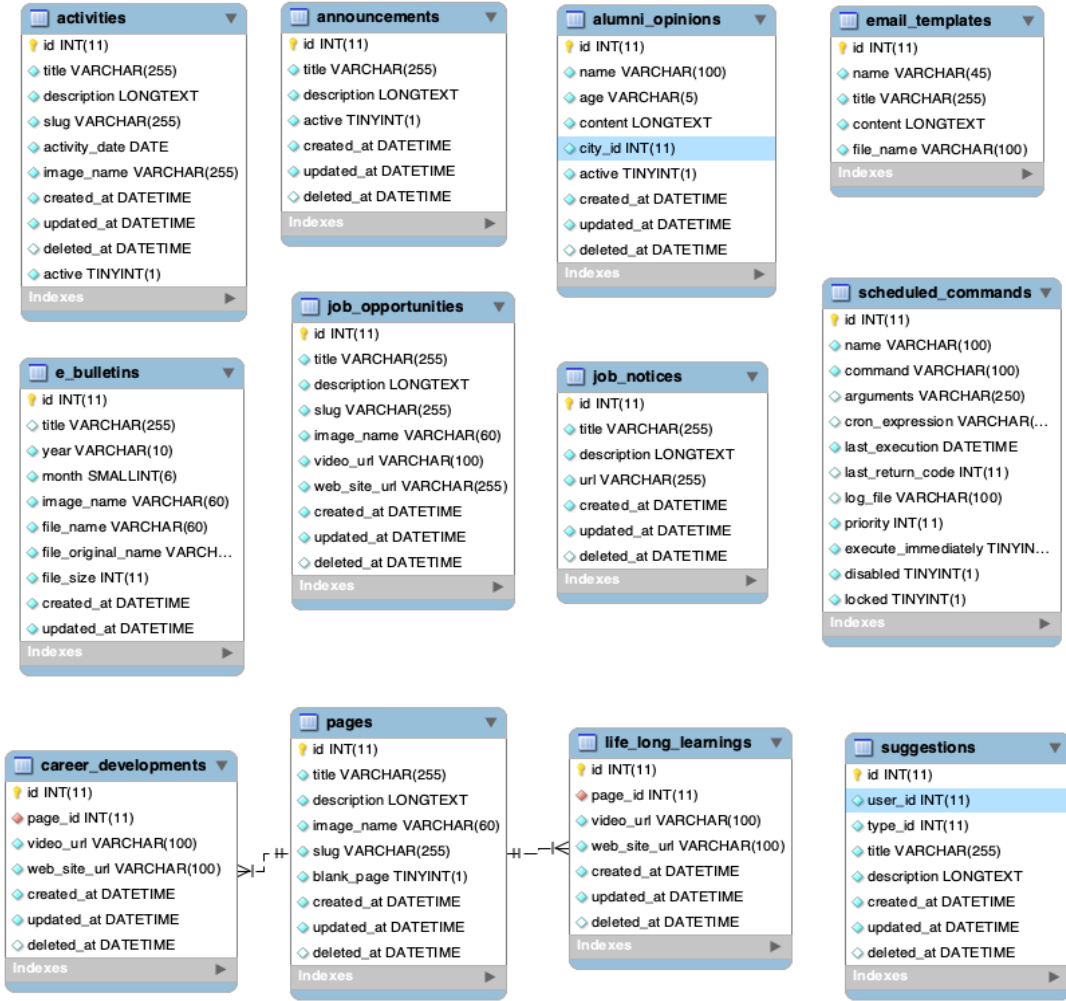 activities
id INT(11)
title VARCHAR(255)
description LONGTEXT
slug VARCHAR(255)
activity_date DATE
image_name VARCHAR(255)
created_at DATETIME
updated_at DATETIME
deleted_at DATETIME
active TINYINT(1)
Indexes
announcements
id INT(11)
title VARCHAR(255)
description LONGTEXT
active TINYINT(1)
created_at DATETIME
updated_at DATETIME
deleted_at DATETIME
Indexes
alumni_opinions
id INT(11)
name VARCHAR(100)
age VARCHAR(5)
content LONGTEXT
city_id INT(11)
active TINYINT(1)
created_at DATETIME
updated_at DATETIME
deleted_at DATETIME
Indexes
email_templates
id INT(11)
name VARCHAR(45)
title VARCHAR(255)
content LONGTEXT
file_name VARCHAR(100)
Indexes
e_bulletins
id INT(11)
title VARCHAR(255)
year VARCHAR(10)
month SMALLINT(6)
image_name VARCHAR(60)
file_name VARCHAR(60)
file_original_name VARCH...
file_size INT(11)
created_at DATETIME
updated_at DATETIME
Indexes
job_opportunities
id INT(11)
title VARCHAR(255)
description LONGTEXT
slug VARCHAR(255)
image_name VARCHAR(60)
video_url VARCHAR(100)
web_site_url VARCHAR(255)
created_at DATETIME
updated_at DATETIME
deleted_at DATETIME
Indexes
job_notices
id INT(11)
title VARCHAR(255)
description LONGTEXT
url VARCHAR(255)
created_at DATETIME
updated_at DATETIME
deleted_at DATETIME
Indexes
scheduled_commands
id INT(11)
name VARCHAR(100)
command VARCHAR(100)
arguments VARCHAR(250)
cron_expression VARCHAR(...
last_execution DATETIME
last_return_code INT(11)
log_file VARCHAR(100)
priority INT(11)
execute_immediately TINYIN...
disabled TINYINT(1)
locked TINYINT(1)
Indexes
career_developments
id INT(11)
page_id INT(11)
video_url VARCHAR(100)
web_site_url VARCHAR(100)
created_at DATETIME
updated_at DATETIME
deleted_at DATETIME
Indexes
pages
id INT(11)
title VARCHAR(255)
description LONGTEXT
image_name VARCHAR(60)
slug VARCHAR(255)
blank_page TINYINT(1)
created_at DATETIME
updated_at DATETIME
deleted_at DATETIME
Indexes
life_long_learnings
id INT(11)
page_id INT(11)
video_url VARCHAR(100)
web_site_url VARCHAR(100)
created_at DATETIME
updated_at DATETIME
deleted_at DATETIME
Indexes
suggestions
id INT(11)
user_id INT(11)
type_id INT(11)
title VARCHAR(255)
description LONGTEXT
created_at DATETIME
updated_at DATETIME
deleted_at DATETIME
Indexes